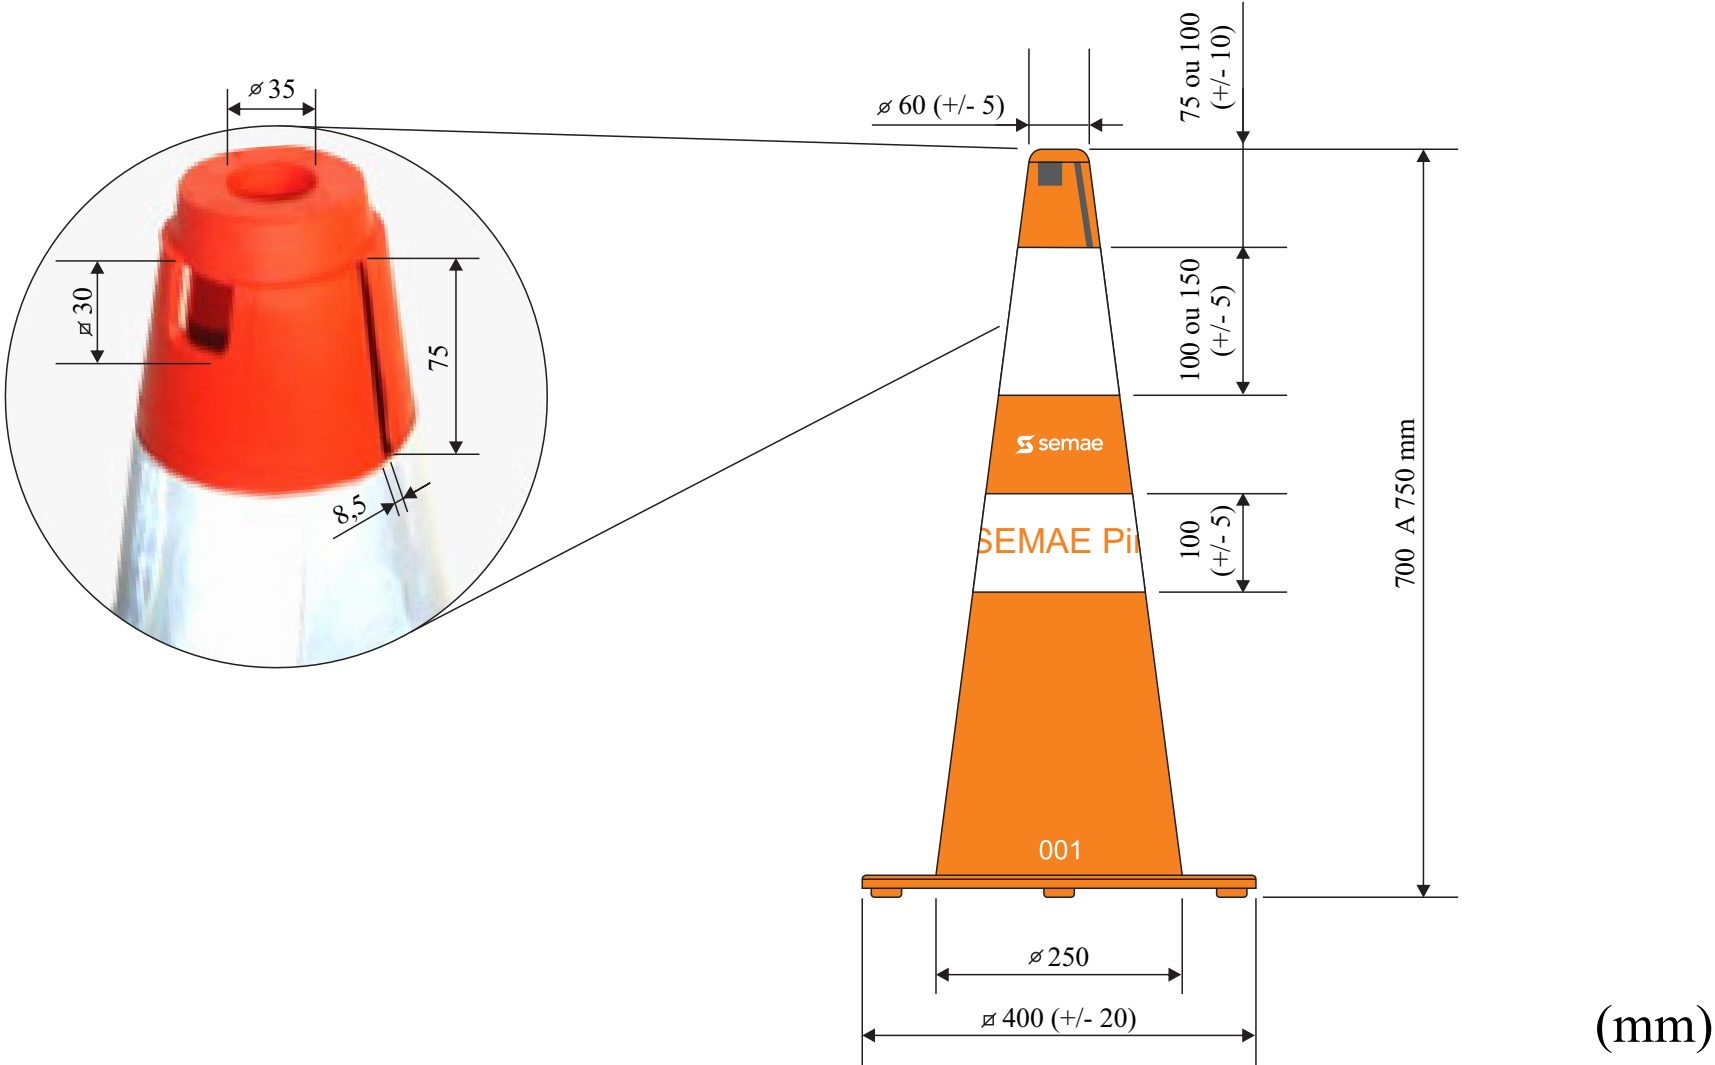 ⌀ 35
⌀ 60 (+/- 5)
75 ou 100
(+/- 10)
30
75
8,5
100 ou 150
(+/- 5)
semae
100
(+/- 5)
SEMAE Pi
700 A 750 mm
001
⌀ 250
400 (+/- 20)
(mm)